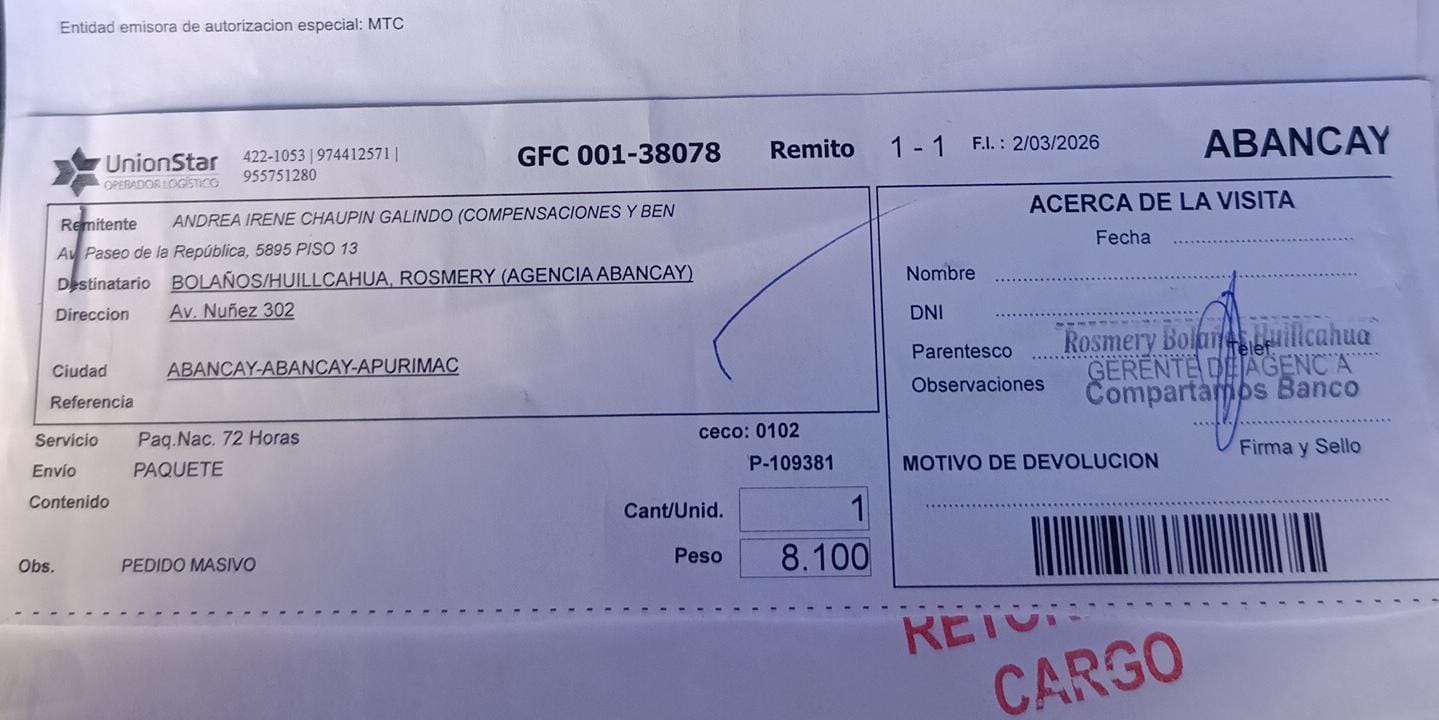 Entidad emisora de autorizacion especial: MTC
UnionStar
OPERADOR LOGÍSTICO
422-1053 | 974412571 |
955751280
GFC 001-38078 Remito 1 - 1 F.I. : 2/03/2026 ABANCAY
Remitente ANDREA IRENE CHAUPIN GALINDO (COMPENSACIONES Y BEN
Av. Paseo de la República, 5895 PISO 13
Destinatario BOLAÑOS/HUILLCAHUA, ROSMERY (AGENCIA ABANCAY)
Direccion Av. Nuñez 302
Ciudad ABANCAY-ABANCAY-APURIMAC
Referencia
Servicio Paq.Nac. 72 Horas
Envío PAQUETE
Contenido
ceco: 0102
P-109381
Cant/Unid. 1
Peso 8.100
Obs. PEDIDO MASIVO
ACERCA DE LA VISITA
Fecha
Nombre
DNI
Parentesco Telef.
Observaciones
Rosmery Bolaños Huillcahua
GERENTE DE AGENCIA
Compartamos Banco
Firma y Sello
MOTIVO DE DEVOLUCION
CARGO